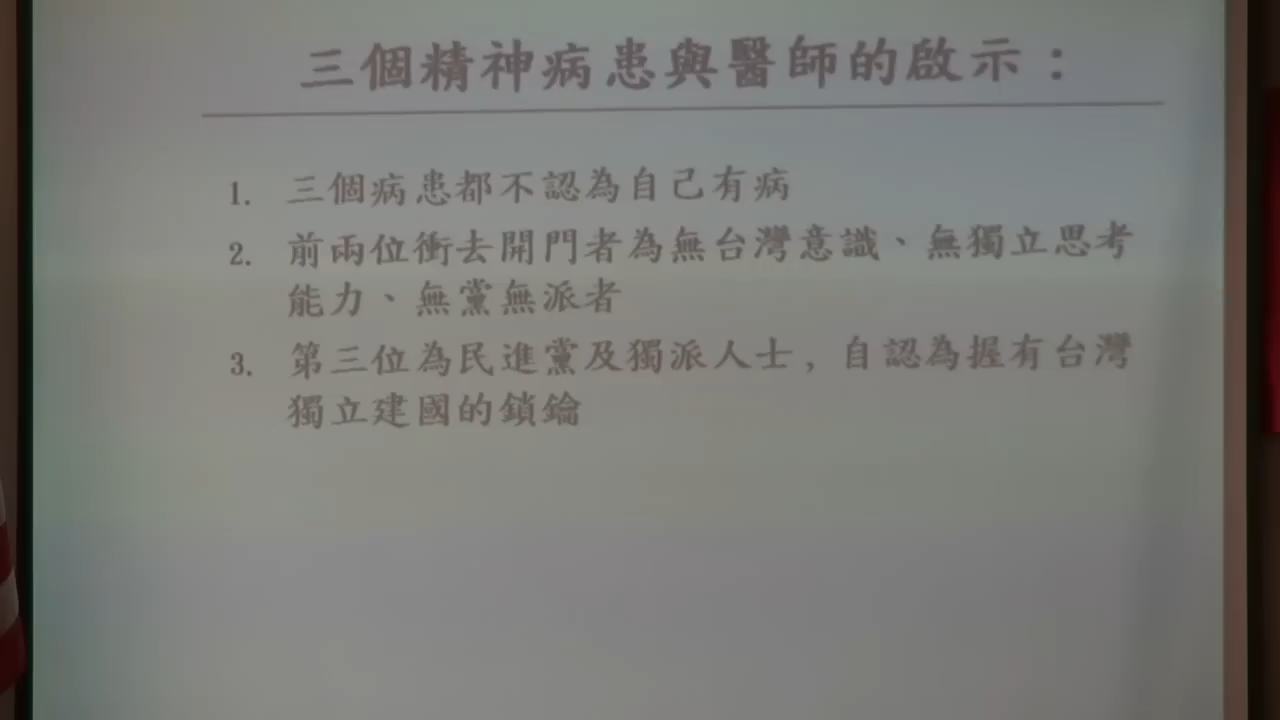 三個精神病患與醫師的啟示：
1. 三個病患都不認為自己有病
2. 前兩位衝去開門者為無台灣意識、無獨立思考
能力、無黨無派者
3. 第三位為民進黨及獨派人士，自認為握有台灣
獨立建國的鎖鑰